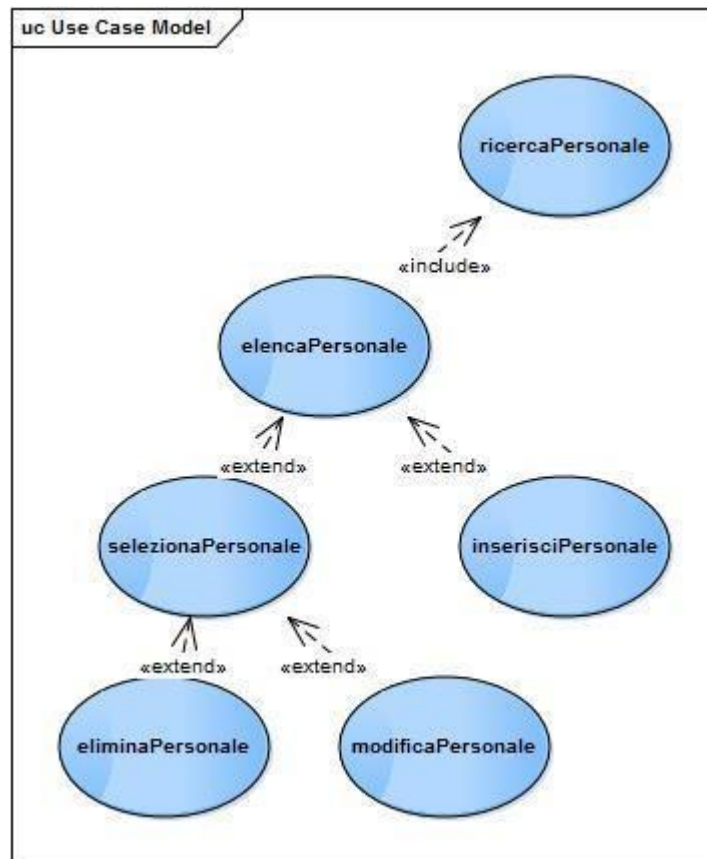 uc Use Case Model
ricercaPersonale
«include»
elencaPersonale
«extend»
«extend»
selezionaPersonale
inserisciPersonale
«extend»
«extend»
eliminaPersonale
modificaPersonale